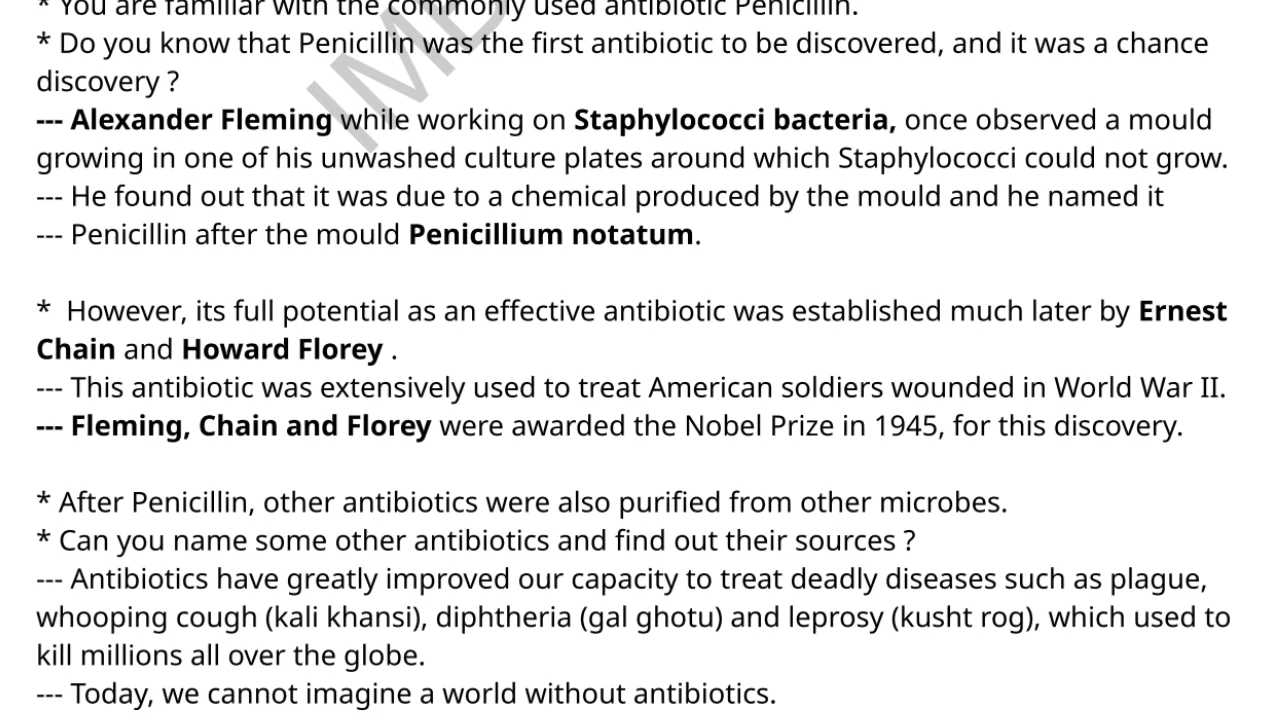 * You are familiar with the commonly used antibiotic Penicillin.
* Do you know that Penicillin was the first antibiotic to be discovered, and it was a chance
discovery ?
--- Alexander Fleming while working on Staphylococci bacteria, once observed a mould
growing in one of his unwashed culture plates around which Staphylococci could not grow.
--- He found out that it was due to a chemical produced by the mould and he named it
--- Penicillin after the mould Penicillium notatum.
*  However, its full potential as an effective antibiotic was established much later by Ernest
Chain and Howard Florey .
--- This antibiotic was extensively used to treat American soldiers wounded in World War II.
--- Fleming, Chain and Florey were awarded the Nobel Prize in 1945, for this discovery.
* After Penicillin, other antibiotics were also purified from other microbes.
* Can you name some other antibiotics and find out their sources ?
--- Antibiotics have greatly improved our capacity to treat deadly diseases such as plague,
whooping cough (kali khansi), diphtheria (gal ghotu) and leprosy (kusht rog), which used to
kill millions all over the globe.
--- Today, we cannot imagine a world without antibiotics.